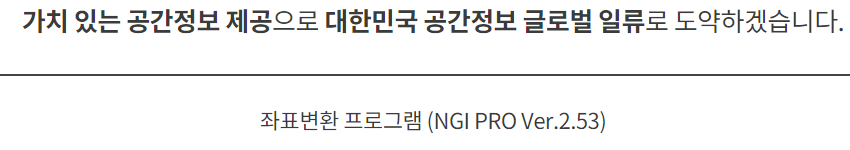 가치 있는 공간정보 제공으로 대한민국 공간정보 글로벌 일류로 도약하겠습니다.
좌표변환 프로그램 (NGI PRO Ver.2.53)